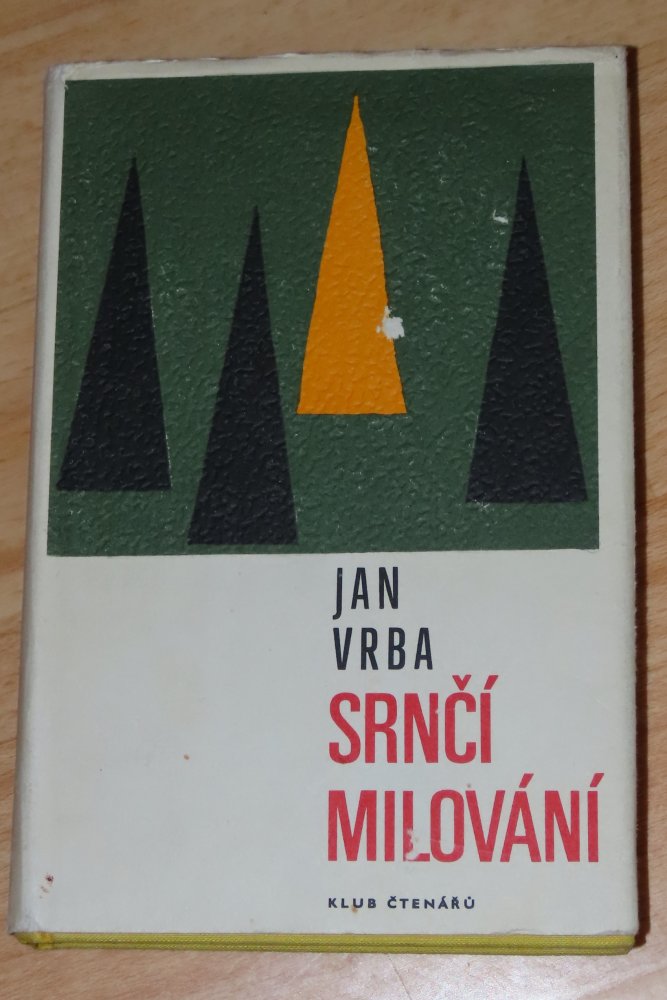 JAN
VRBA
SRNČÍ
MILOVÁNÍ
KLUB ČTENÁŘŮ